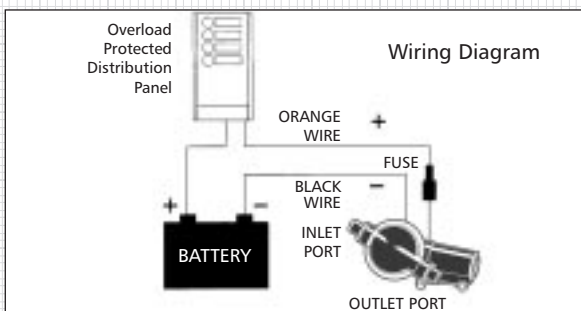 Overload
Protected
Distribution
Panel
Wiring Diagram
ORANGE
WIRE
+
FUSE
BLACK
WIRE
−
+
−
BATTERY
INLET
PORT
OUTLET PORT